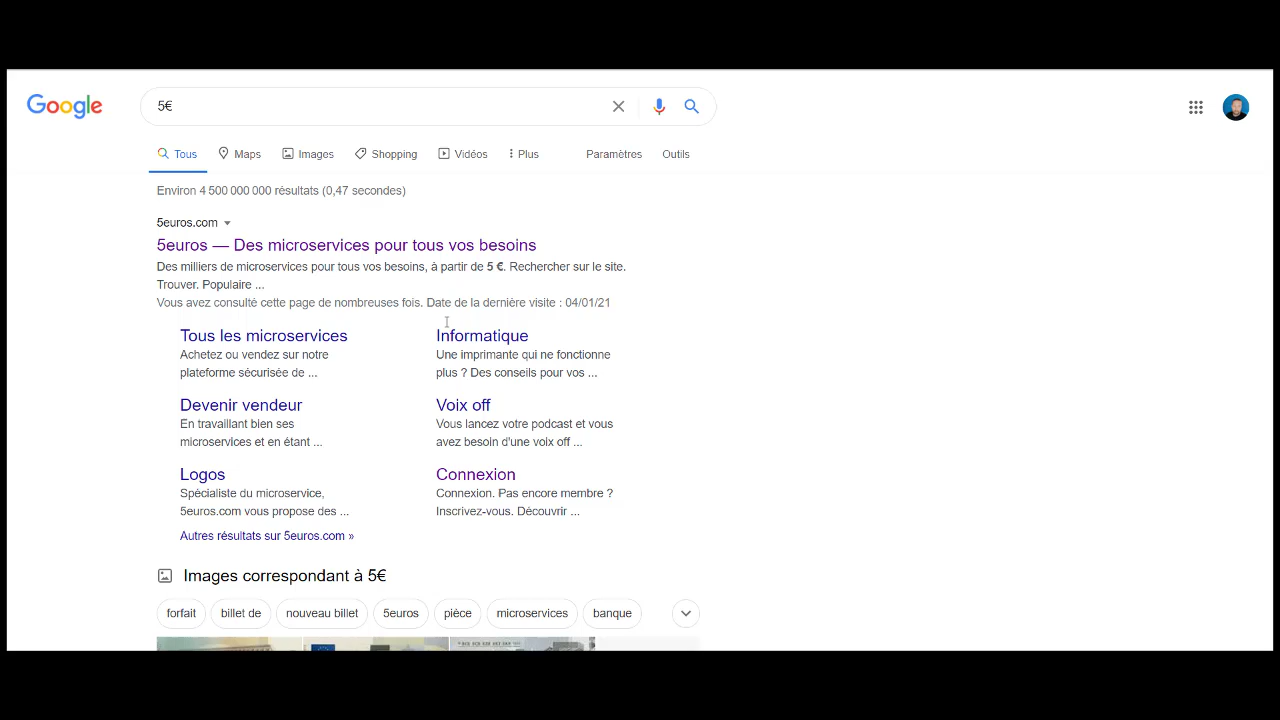 Google
5€
Tous
Maps
Images
Shopping
Vidéos
Plus
Paramètres
Outils
Environ 4 500 000 000 résultats (0,47 secondes)
5euros.com
5euros — Des microservices pour tous vos besoins
Des milliers de microservices pour tous vos besoins, à partir de 5 €. Rechercher sur le site.
Trouver. Populaire ...
Vous avez consulté cette page de nombreuses fois. Date de la dernière visite : 04/01/21
Tous les microservices
Achetez ou vendez sur notre
plateforme sécurisée de ...
Informatique
Une imprimante qui ne fonctionne
plus ? Des conseils pour vos ...
Devenir vendeur
En travaillant bien ses
microservices et en étant ...
Voix off
Vous lancez votre podcast et vous
avez besoin d'une voix off ...
Logos
Spécialiste du microservice,
5euros.com vous propose des ...
Connexion
Connexion. Pas encore membre ?
Inscrivez-vous. Découvrir ...
Autres résultats sur 5euros.com »
Images correspondant à 5€
forfait
billet de
nouveau billet
5euros
pièce
microservices
banque